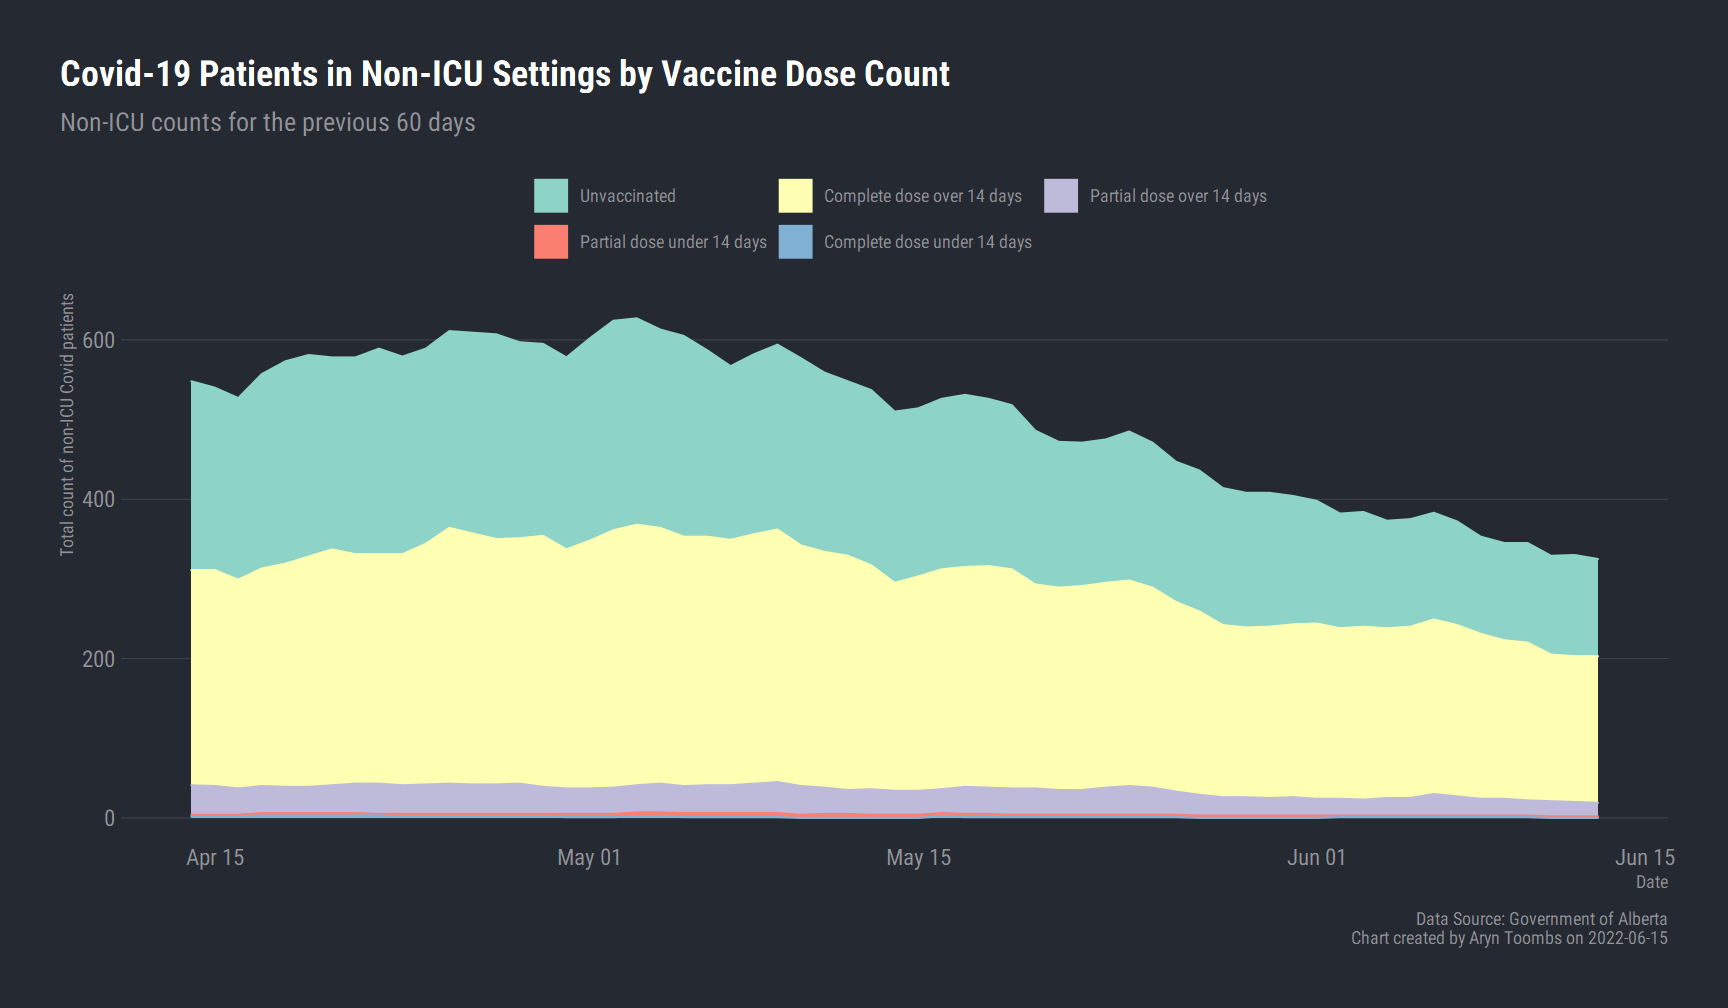 Covid-19 Patients in Non-ICU Settings by Vaccine Dose Count
Non-ICU counts for the previous 60 days
Unvaccinated
Complete dose over 14 days
Partial dose over 14 days
Partial dose under 14 days
Complete dose under 14 days
Total count of non-ICU Covid patients
600
400
200
0
Apr 15
May 01
May 15
Jun 01
Jun 15
Date
Data Source: Government of Alberta
Chart created by Aryn Toombs on 2022-06-15